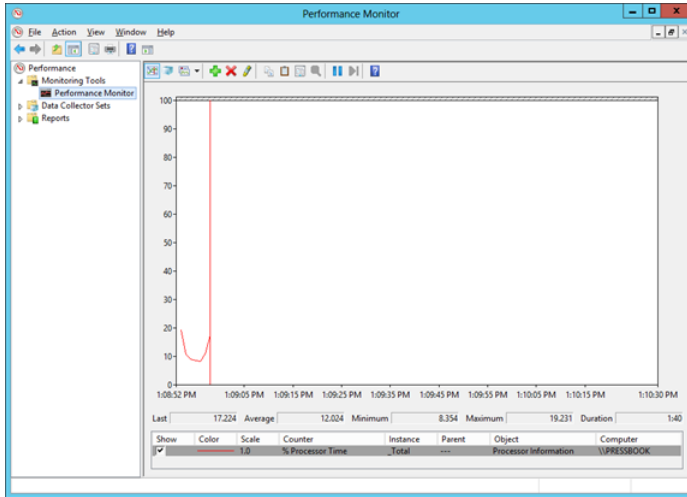 Performance Monitor
File Action View Window Help
Performance
Monitoring Tools
Performance Monitor
Data Collector Sets
Reports
100
90
80
70
60
50
40
30
20
10
0
1:08:52 PM 1:09:05 PM 1:09:15 PM 1:09:25 PM 1:09:35 PM 1:09:45 PM 1:09:55 PM 1:10:05 PM 1:10:15 PM 1:10:30 PM
Last 17.224 Average 12.024 Minimum 8.354 Maximum 19.231 Duration 1:40
Show Color Scale Counter Instance Parent Object Computer
1.0 % Processor Time _Total --- Processor Information \\PRESSBOOK